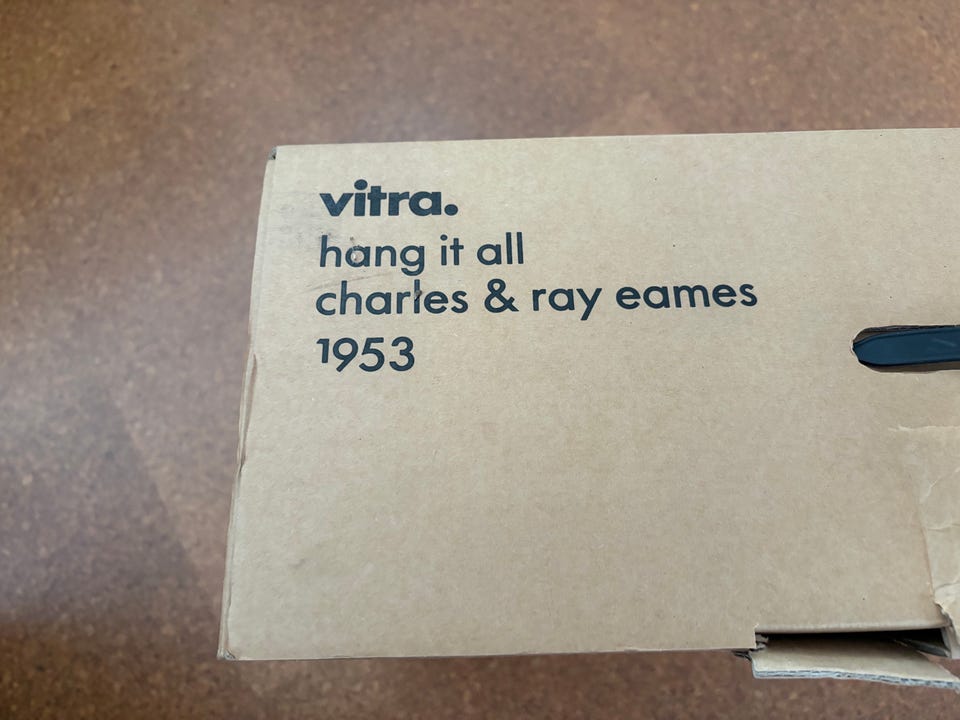 vitra.
hang it all
charles & ray eames
1953